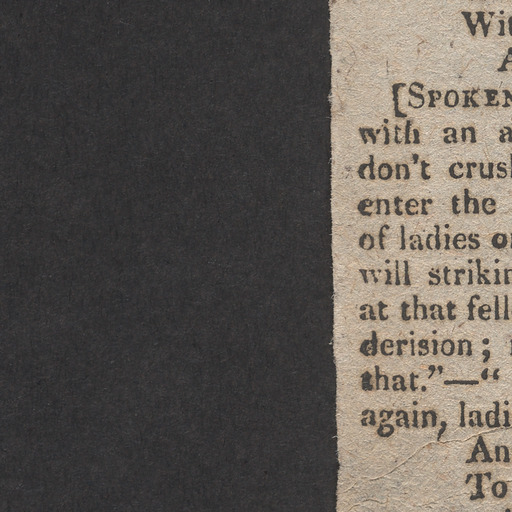 Wit
A
[SPOKEN
with an a
don't crush
enter the
of ladies or
will strikin
at that fell
derision;
that."—"
again, ladi
An
To